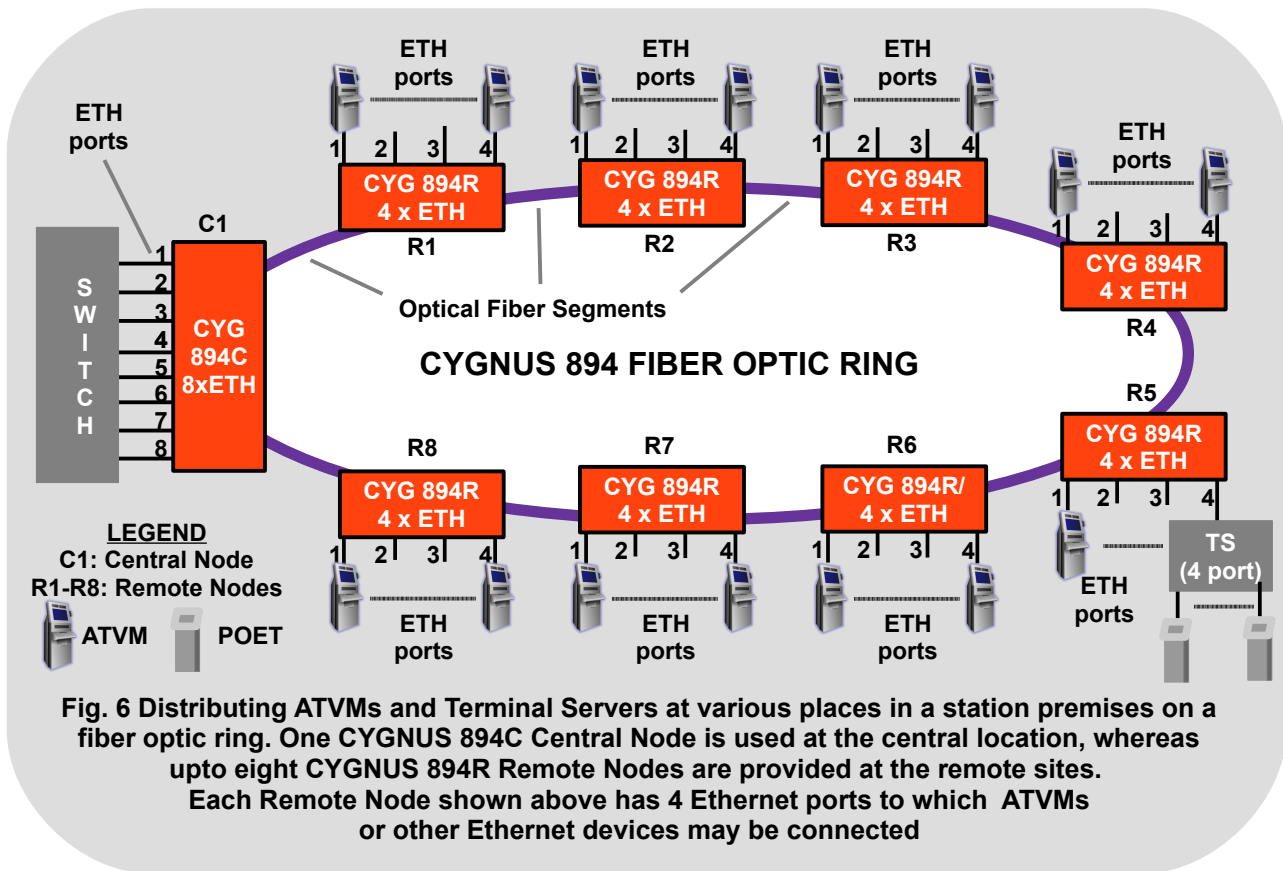 ETH
ports
ETH
ports
ETH
ports
ETH
ports
1 2 3 4
CYG 894R
4 x ETH
R1
1 2 3 4
CYG 894R
4 x ETH
R2
1 2 3 4
CYG 894R
4 x ETH
R3
ETH
ports
1 2 3 4
CYG 894R
4 x ETH
R4
C1
SWITCH
1
2
3
4
5
6
7
8
CYG
894C
8xETH
Optical Fiber Segments
CYGNUS 894 FIBER OPTIC RING
R5
CYG 894R
4 x ETH
1 2 3 4
ETH
ports
TS
(4 port)
R8
CYG 894R
4 x ETH
1 2 3 4
ETH
ports
R7
CYG 894R
4 x ETH
1 2 3 4
ETH
ports
R6
CYG 894R/
4 x ETH
1 2 3 4
ETH
ports
LEGEND
C1: Central Node
R1-R8: Remote Nodes
ATVM POET
Fig. 6 Distributing ATVMs and Terminal Servers at various places in a station premises on a
fiber optic ring. One CYGNUS 894C Central Node is used at the central location, whereas
upto eight CYGNUS 894R Remote Nodes are provided at the remote sites.
Each Remote Node shown above has 4 Ethernet ports to which ATVMs
or other Ethernet devices may be connected